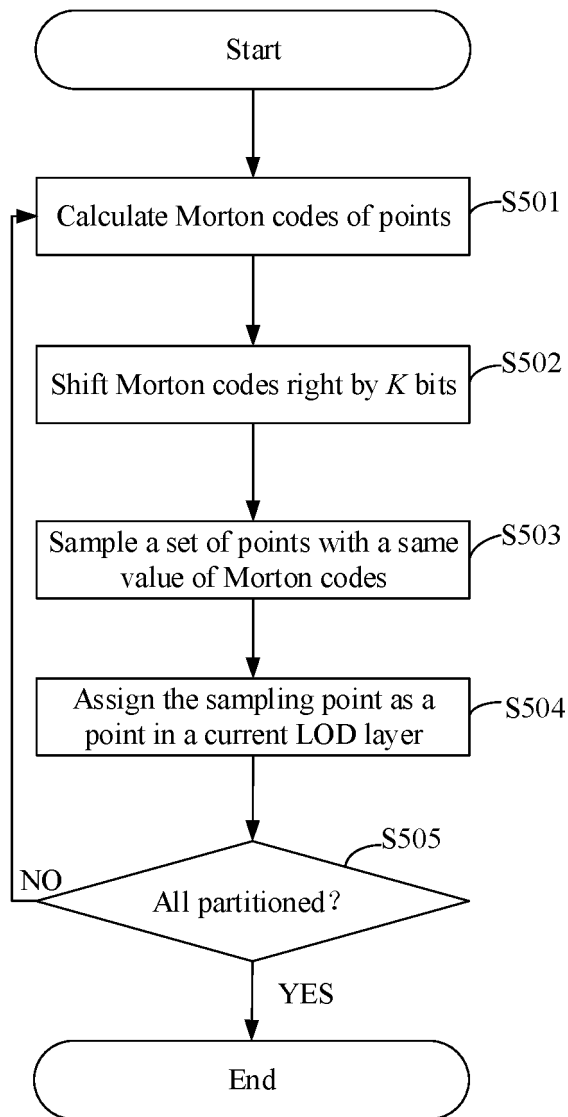 Start
Calculate Morton codes of points
S501
Shift Morton codes right by K bits
S502
Sample a set of points with a same
value of Morton codes
S503
Assign the sampling point as a
point in a current LOD layer
S504
S505
NO
All partitioned?
YES
End